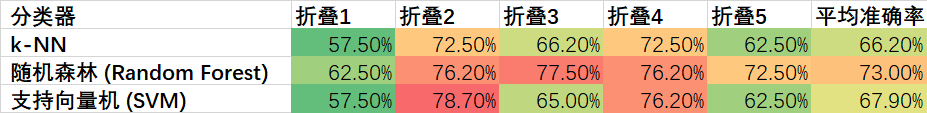 分类器 折叠1 折叠2 折叠3 折叠4 折叠5 平均准确率
k-NN 57.50% 72.50% 66.20% 72.50% 62.50% 66.20%
随机森林 (Random Forest) 62.50% 76.20% 77.50% 76.20% 72.50% 73.00%
支持向量机 (SVM) 57.50% 78.70% 65.00% 76.20% 62.50% 67.90%